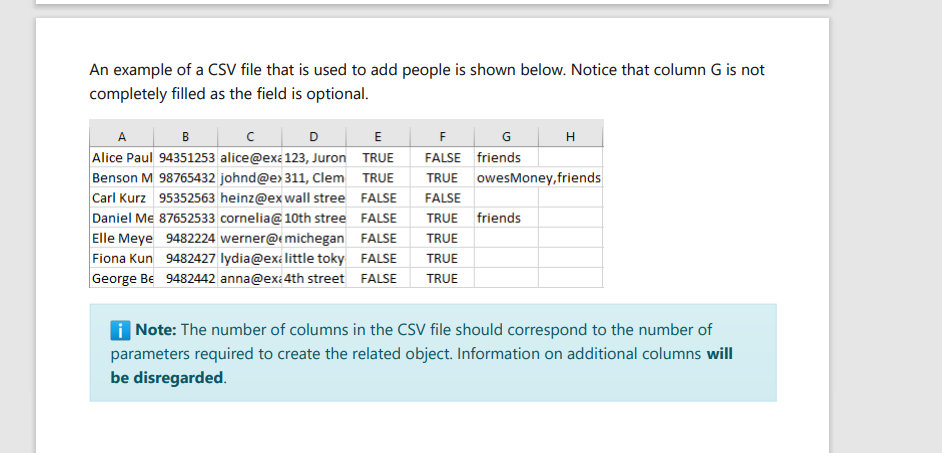 An example of a CSV file that is used to add people is shown below. Notice that column G is not
completely filled as the field is optional.
A B C D E F G H
Alice Paul 94351253 alice@exa 123, Juron TRUE FALSE friends
Benson M 98765432 johnd@ex 311, Clem TRUE TRUE owesMoney,friends
Carl Kurz 95352563 heinz@ex wall stree FALSE FALSE
Daniel Me 87652533 cornelia@ 10th stree FALSE TRUE friends
Elle Meye 9482224 werner@e michegan FALSE TRUE
Fiona Kun 9482427 lydia@exa little toky FALSE TRUE
George Be 9482442 anna@exa 4th street FALSE TRUE
i Note: The number of columns in the CSV file should correspond to the number of
parameters required to create the related object. Information on additional columns will
be disregarded.